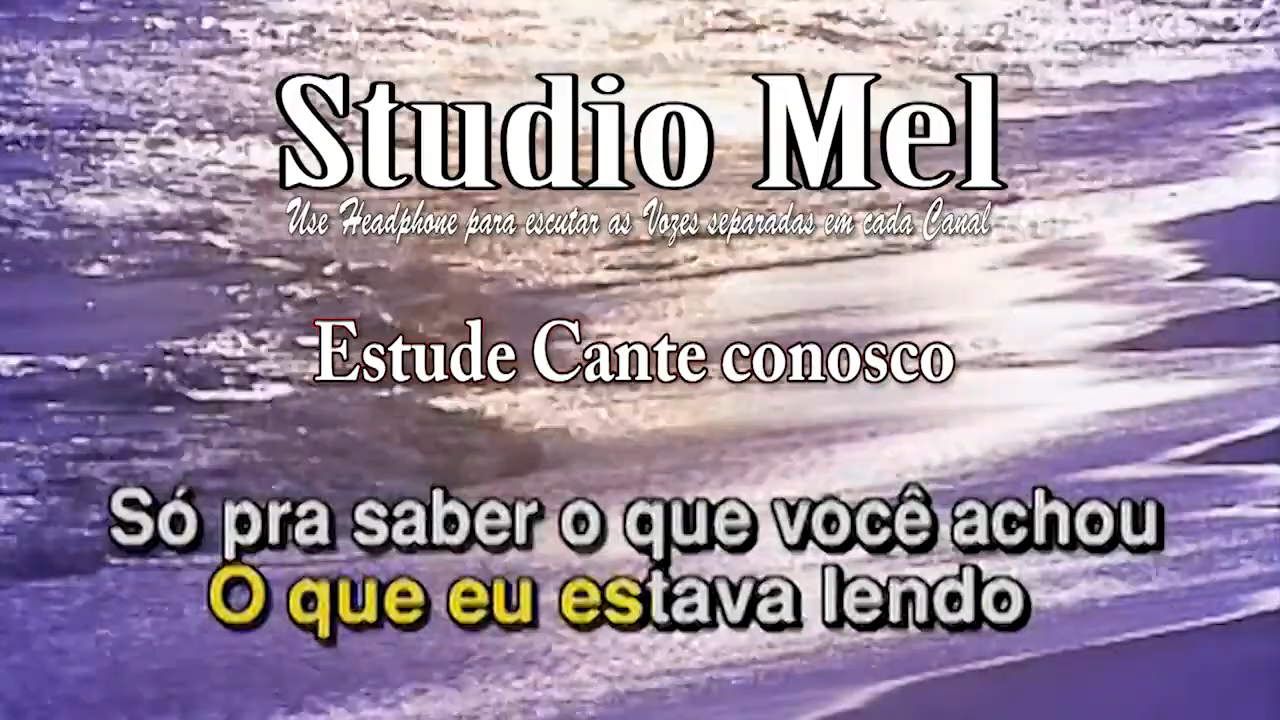 Studio Mel
Use Headphone para escutar as Vozes separadas em cada Canal
Estude Cante conosco
Só pra saber o que você achou
O que eu estava lendo